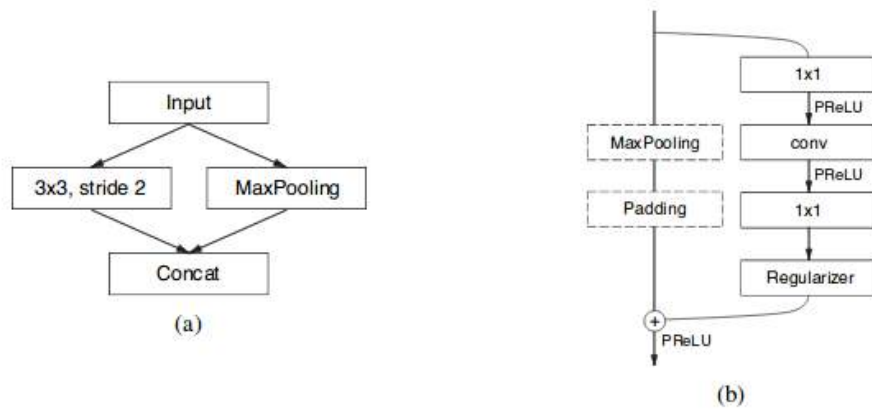 Input
3x3, stride 2
MaxPooling
Concat
(a)
1x1
PReLU
MaxPooling
conv
PReLU
Padding
1x1
Regularizer
+
PReLU
(b)